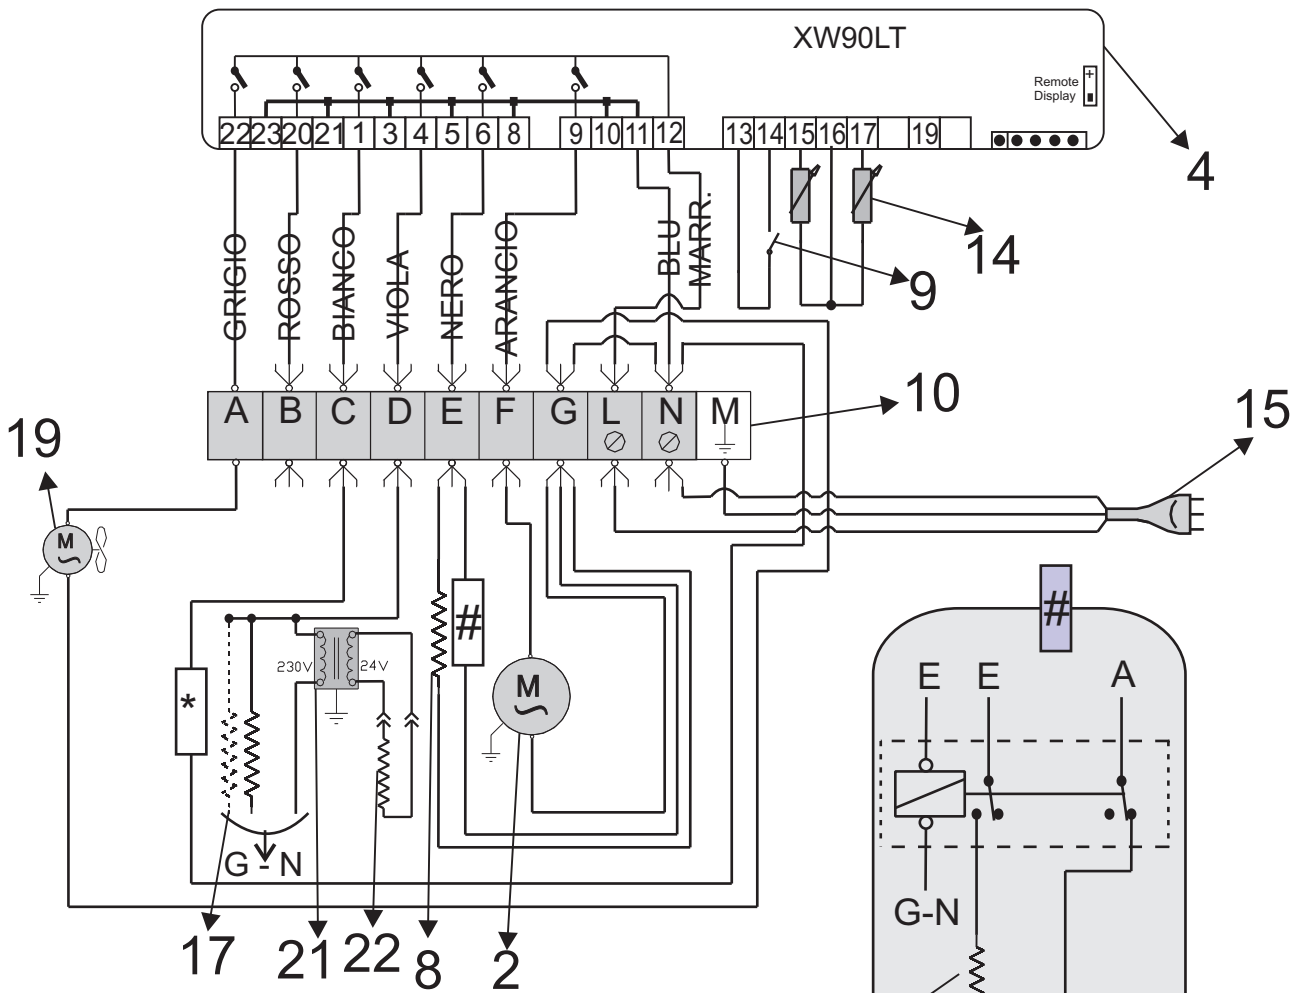 XW90LT
Remote
Display
+
22 23 20 21 1 3 4 5 6 8 9 10 11 12 13 14 15 16 17 19
4
14
9
GRIGIO
ROSSO
BIANCO
VIOLA
NERO
ARANCIO
BLU
MARR.
A B C D E F G L N M
10
15
19
M
230V 24V
#
*
M
G - N
17 21 22 8 2
#
E E A
G-N